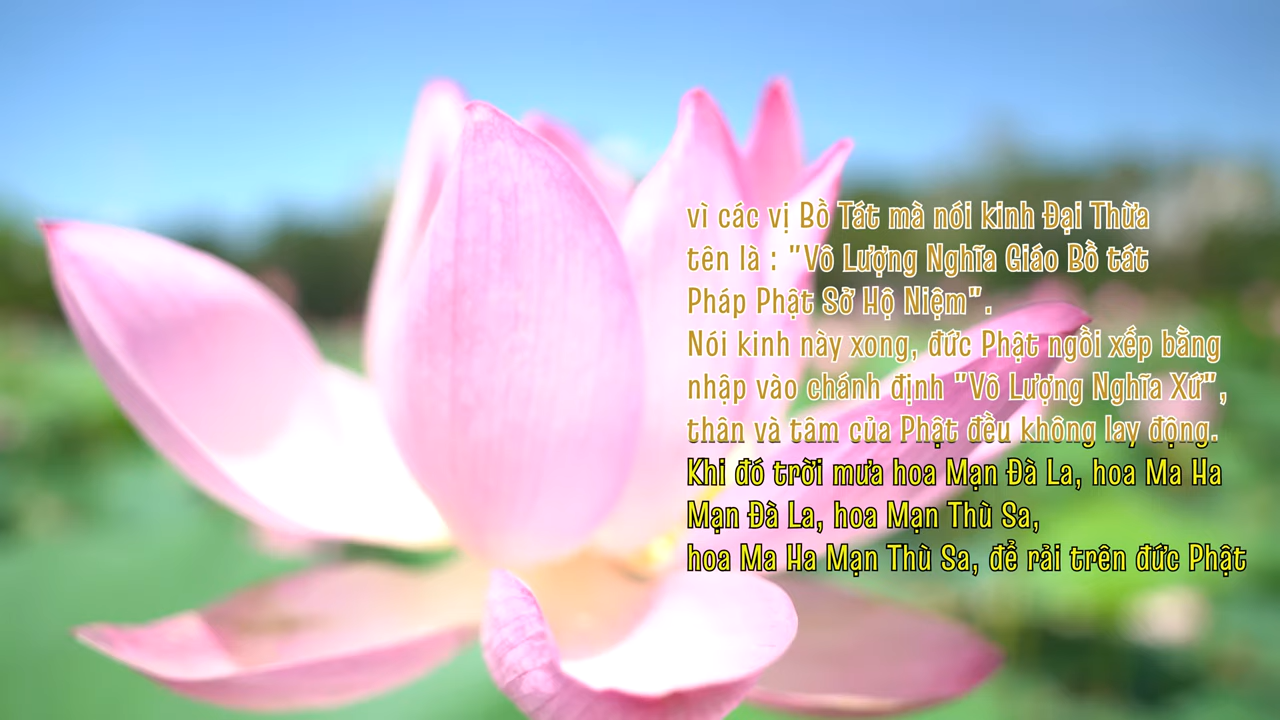 vì các vị Bồ Tát mà nói kinh Đại Thừa
tên là : "Vô Lượng Nghĩa Giáo Bồ tát
Pháp Phật Sở Hộ Niệm".
Nói kinh này xong, đức Phật ngồi xếp bằng
nhập vào chánh định "Vô Lượng Nghĩa Xứ",
thân và tâm của Phật đều không lay động.
Khi đó trời mưa hoa Mạn Đà La, hoa Ma Ha
Mạn Đà La, hoa Mạn Thù Sa,
hoa Ma Ha Mạn Thù Sa, để rải trên đức Phật